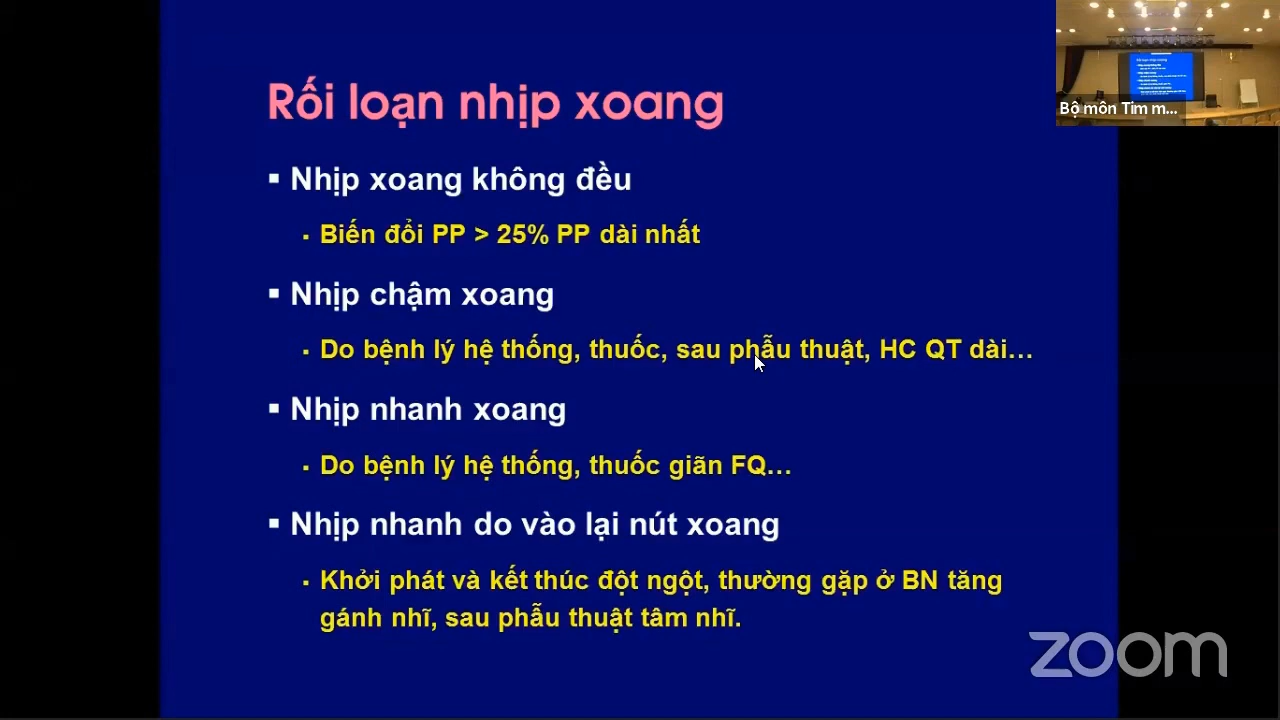 Rối loạn nhịp xoang
▪ Nhịp xoang không đều
▪ Biến đổi PP > 25% PP dài nhất
▪ Nhịp chậm xoang
▪ Do bệnh lý hệ thống, thuốc, sau phẫu thuật, HC QT dài…
▪ Nhịp nhanh xoang
▪ Do bệnh lý hệ thống, thuốc giãn FQ…
▪ Nhịp nhanh do vào lại nút xoang
▪ Khởi phát và kết thúc đột ngột, thường gặp ở BN tăng
gánh nhĩ, sau phẫu thuật tâm nhĩ.
Bộ môn Tim m...
zoom